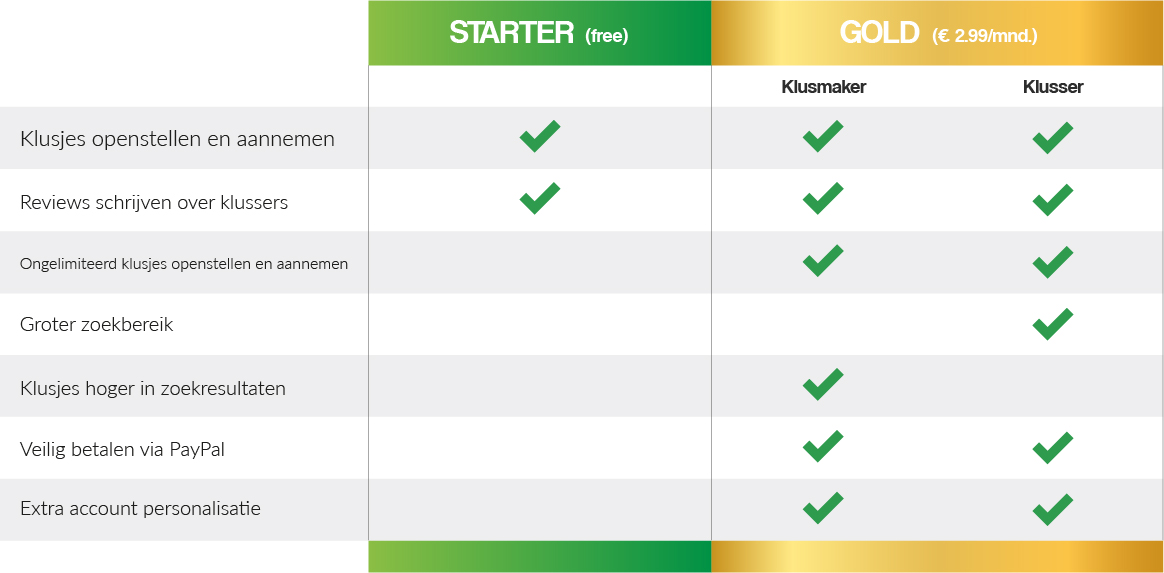 STARTER (free)
GOLD (€ 2.99/mnd.)
Klusmaker
Klusser
Klusjes openstellen en aannemen
Reviews schrijven over klussers
Ongelimiteerd klusjes openstellen en aannemen
Groter zoekbereik
Klusjes hoger in zoekresultaten
Veilig betalen via PayPal
Extra account personalisatie